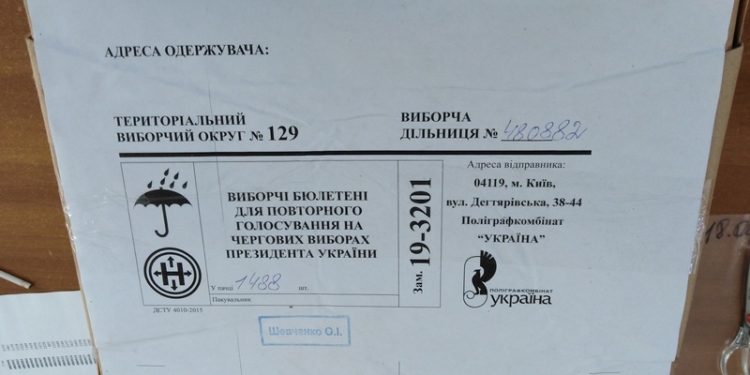 АДРЕСА ОДЕРЖУВАЧА:
ТЕРИТОРІАЛЬНИЙ
ВИБОРЧИЙ ОКРУГ № 129
ВИБОРЧА
ДІЛЬНИЦЯ № 480882
ВИБОРЧІ БЮЛЕТЕНІ
ДЛЯ ПОВТОРНОГО
ГОЛОСУВАННЯ НА
ЧЕРГОВИХ ВИБОРАХ
ПРЕЗИДЕНТА УКРАЇНИ
У пачці 1488 шт.
Пакувальник
ДСТУ 4010-2015
Зам. 19-3201
Адреса відправника:
04119, м. Київ,
вул. Дегтярівська, 38-44
Поліграфкомбінат
“УКРАЇНА”
ПОЛІГРАФКОМБІНАТ
україна
Шевченко О.І.